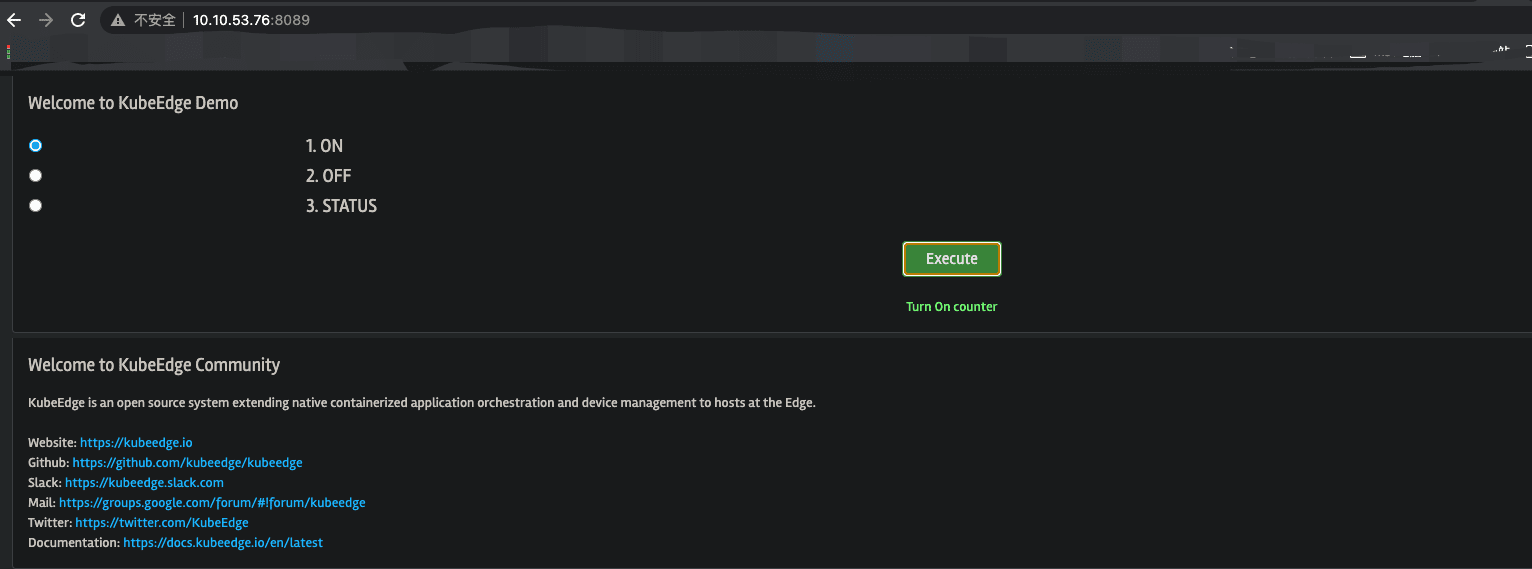 不安全 10.10.53.76:8089
Welcome to KubeEdge Demo
1. ON
2. OFF
3. STATUS
Execute
Turn On counter
Welcome to KubeEdge Community
KubeEdge is an open source system extending native containerized application orchestration and device management to hosts at the Edge.
Website: https://kubeedge.io
Github: https://github.com/kubeedge/kubeedge
Slack: https://kubeedge.slack.com
Mail: https://groups.google.com/forum/#!forum/kubeedge
Twitter: https://twitter.com/KubeEdge
Documentation: https://docs.kubeedge.io/en/latest